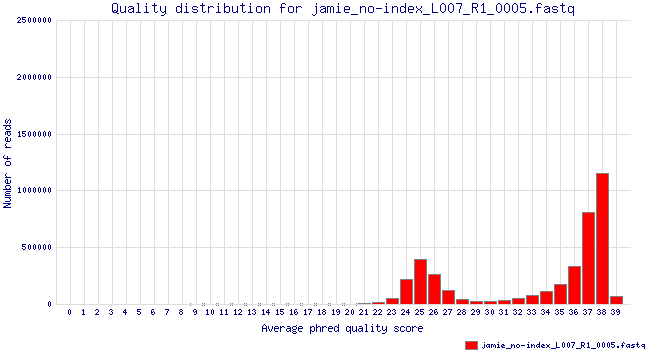 Quality distribution for jamie_no-index_L007_R1_0005.fastq
2500000
2000000
1500000
1000000
500000
0
Number of reads
0 1 2 3 4 5 6 7 8 9 10 11 12 13 14 15 16 17 18 19 20 21 22 23 24 25 26 27 28 29 30 31 32 33 34 35 36 37 38 39
Average phred quality score
jamie_no-index_L007_R1_0005.fastq